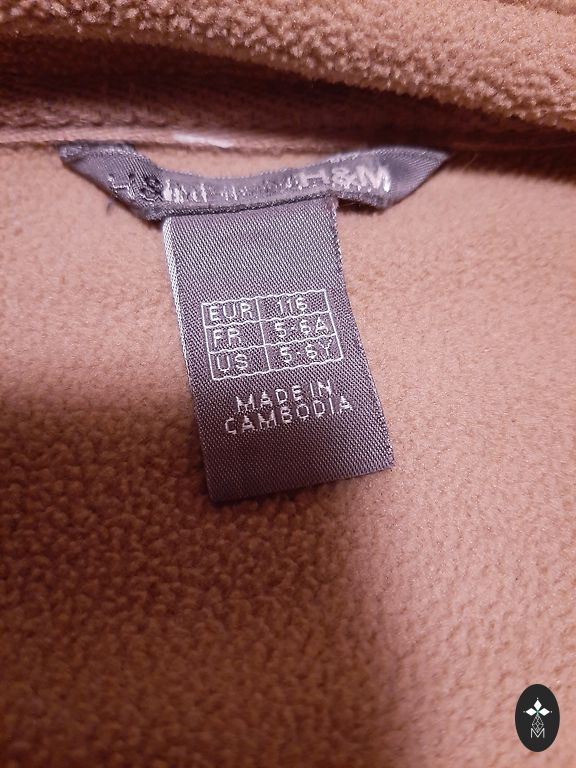 H&M H&M
EUR 116
FR 5-6A
US 5-6Y
MADE IN
CAMBODIA
M